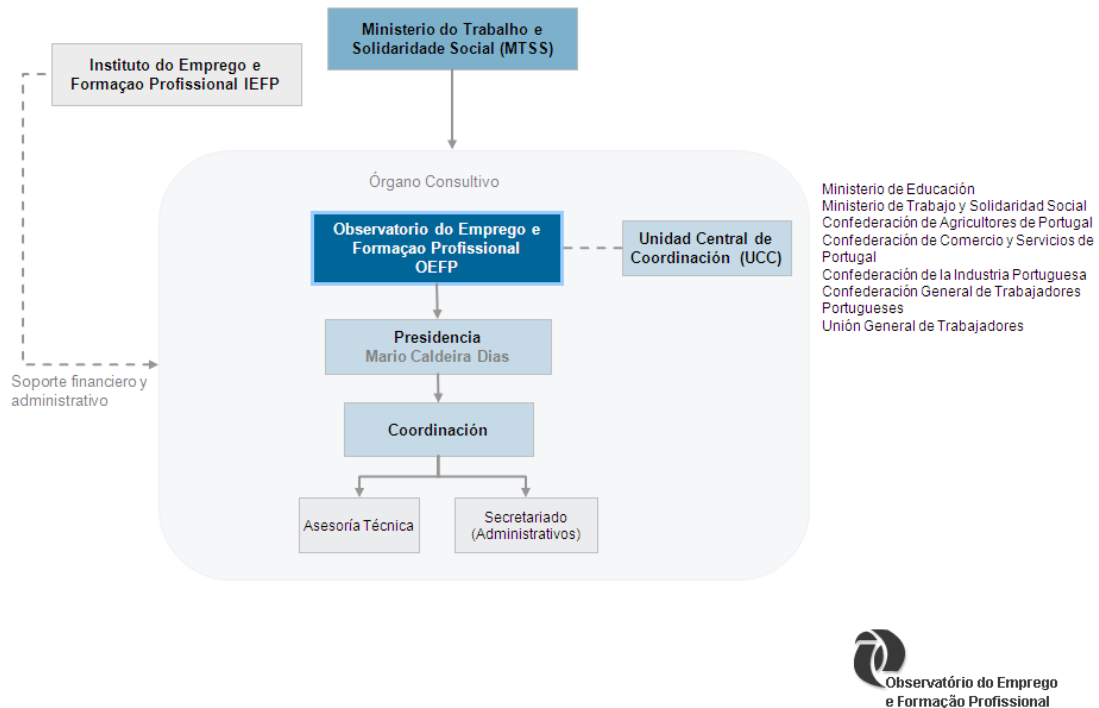 Ministerio do Trabalho e
Solidaridade Social (MTSS)
Instituto do Emprego e
Formaçao Profissional IEFP
Órgano Consultivo
Observatorio do Emprego e
Formaçao Profissional
OEFP
Unidad Central de
Coordinación (UCC)
Ministerio de Educación
Ministerio de Trabajo y Solidaridad Social
Confederación de Agricultores de Portugal
Confederación de Comercio y Servicios de
Portugal
Confederación de la Industria Portuguesa
Confederación General de Trabajadores
Portugueses
Unión General de Trabajadores
Presidencia
Mario Caldeira Dias
Soporte financiero y
administrativo
Coordinación
Asesoría Técnica
Secretariado
(Administrativos)
Observatório do Emprego
e Formação Profissional